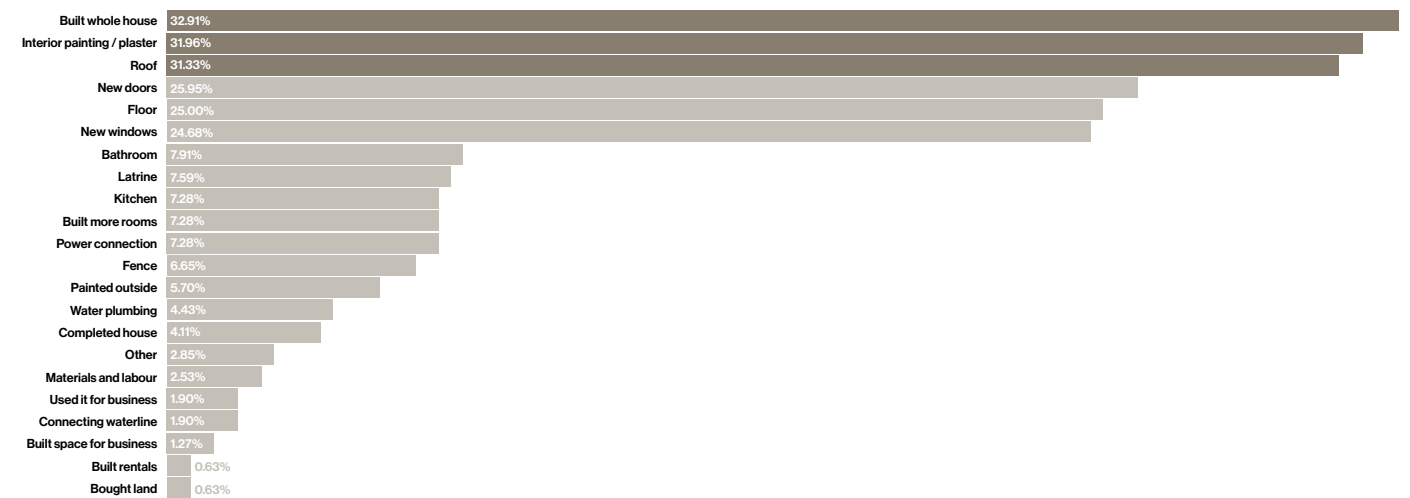 Built whole house 32.91%
Interior painting / plaster 31.96%
Roof 31.33%
New doors 25.95%
Floor 25.00%
New windows 24.68%
Bathroom 7.91%
Latrine 7.59%
Kitchen 7.28%
Built more rooms 7.28%
Power connection 7.28%
Fence 6.65%
Painted outside 5.70%
Water plumbing 4.43%
Completed house 4.11%
Other 2.85%
Materials and labour 2.53%
Used it for business 1.90%
Connecting waterline 1.90%
Built space for business 1.27%
Built rentals 0.63%
Bought land 0.63%